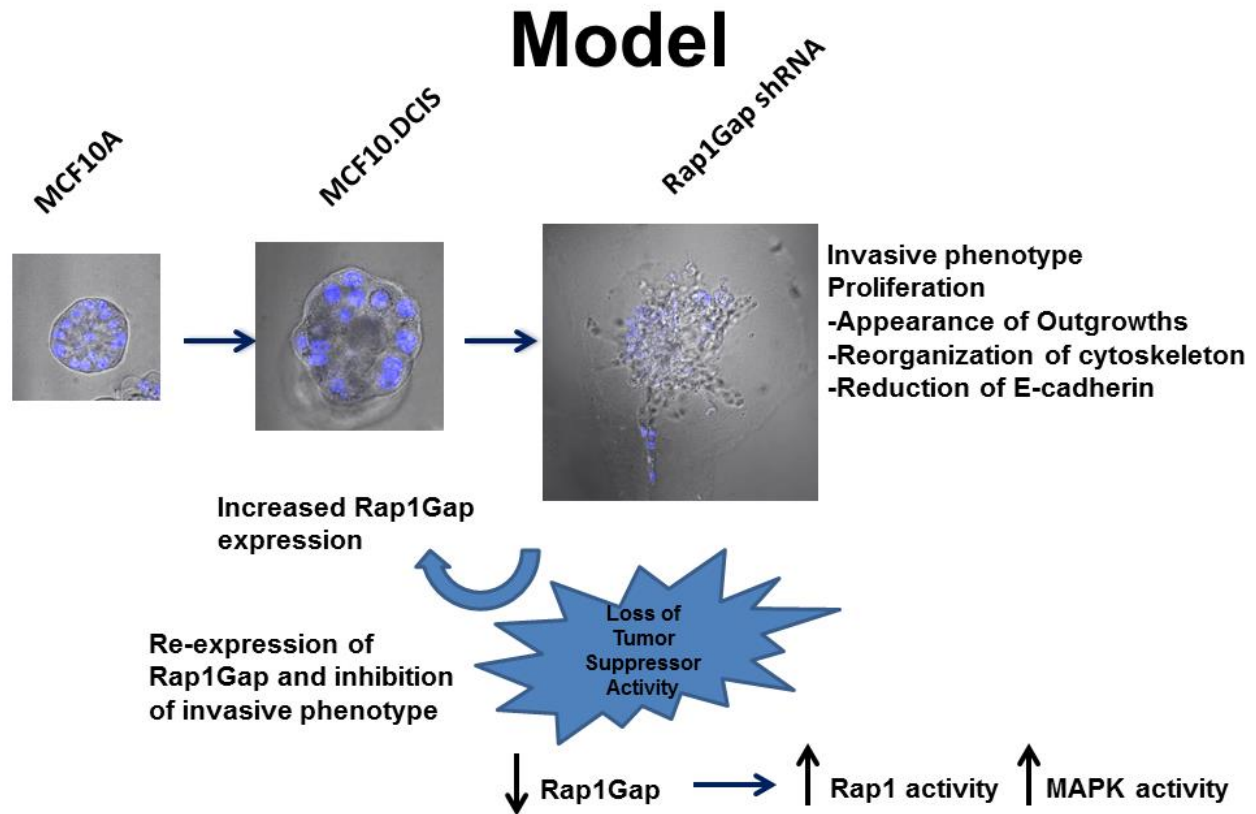 Model
MCF10A
MCF10.DCIS
Rap1Gap shRNA
Invasive phenotype
Proliferation
-Appearance of Outgrowths
-Reorganization of cytoskeleton
-Reduction of E-cadherin
Increased Rap1Gap
expression
Loss of
Tumor
Suppressor
Activity
Re-expression of
Rap1Gap and inhibition
of invasive phenotype
Rap1Gap
Rap1 activity
MAPK activity